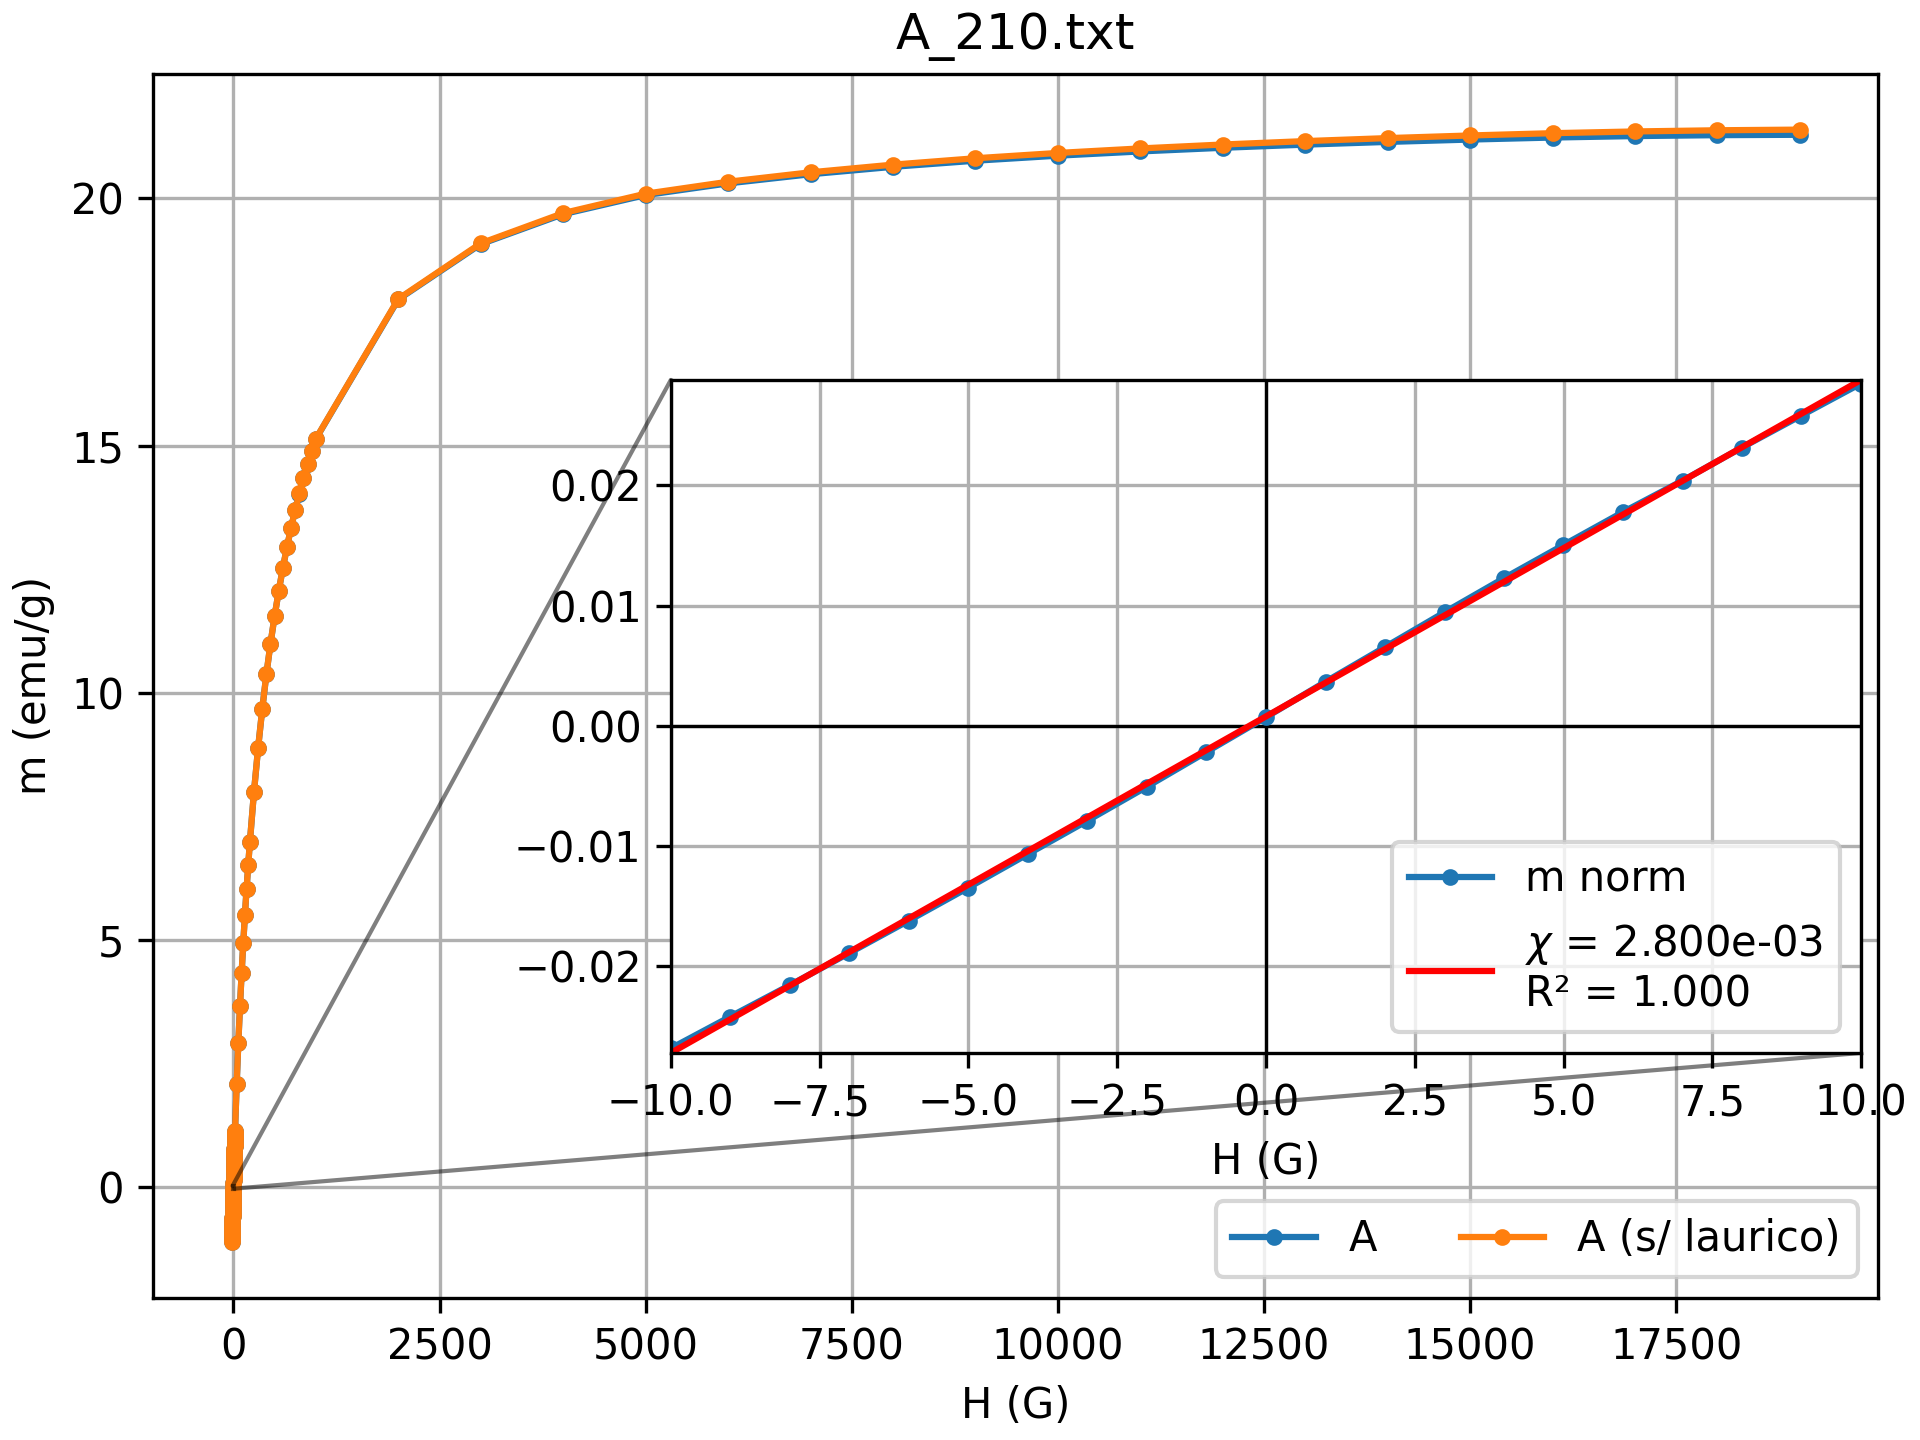 A_210.txt
m (emu/g)
20
15
10
5
0
0.02
0.01
0.00
−0.01
−0.02
m norm
χ = 2.800e-03
R² = 1.000
−10.0 −7.5 −5.0 −2.5 0.0 2.5 5.0 7.5 10.0
H (G)
A A (s/ laurico)
0 2500 5000 7500 10000 12500 15000 17500
H (G)